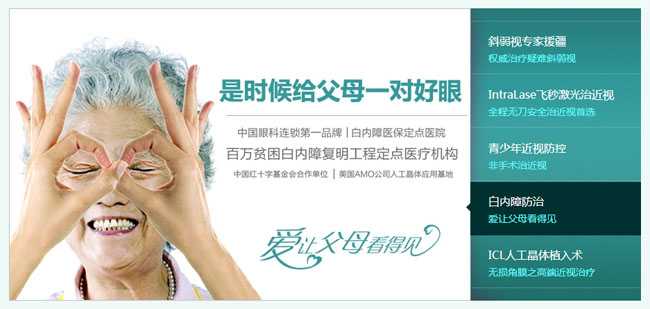 是时候给父母一对好眼
中国眼科连锁第一品牌 | 白内障医保定点医院
百万贫困白内障复明工程定点医疗机构
中国红十字基金会合作单位 | 美国AMO公司人工晶体应用基地
爱让父母看得见
斜弱视专家援疆
权威治疗疑难斜弱视
IntraLase飞秒激光治近视
全程无刀安全治近视首选
青少年近视防控
非手术治近视
白内障防治
爱让父母看得见
ICL人工晶体植入术
无损角膜之高端近视治疗